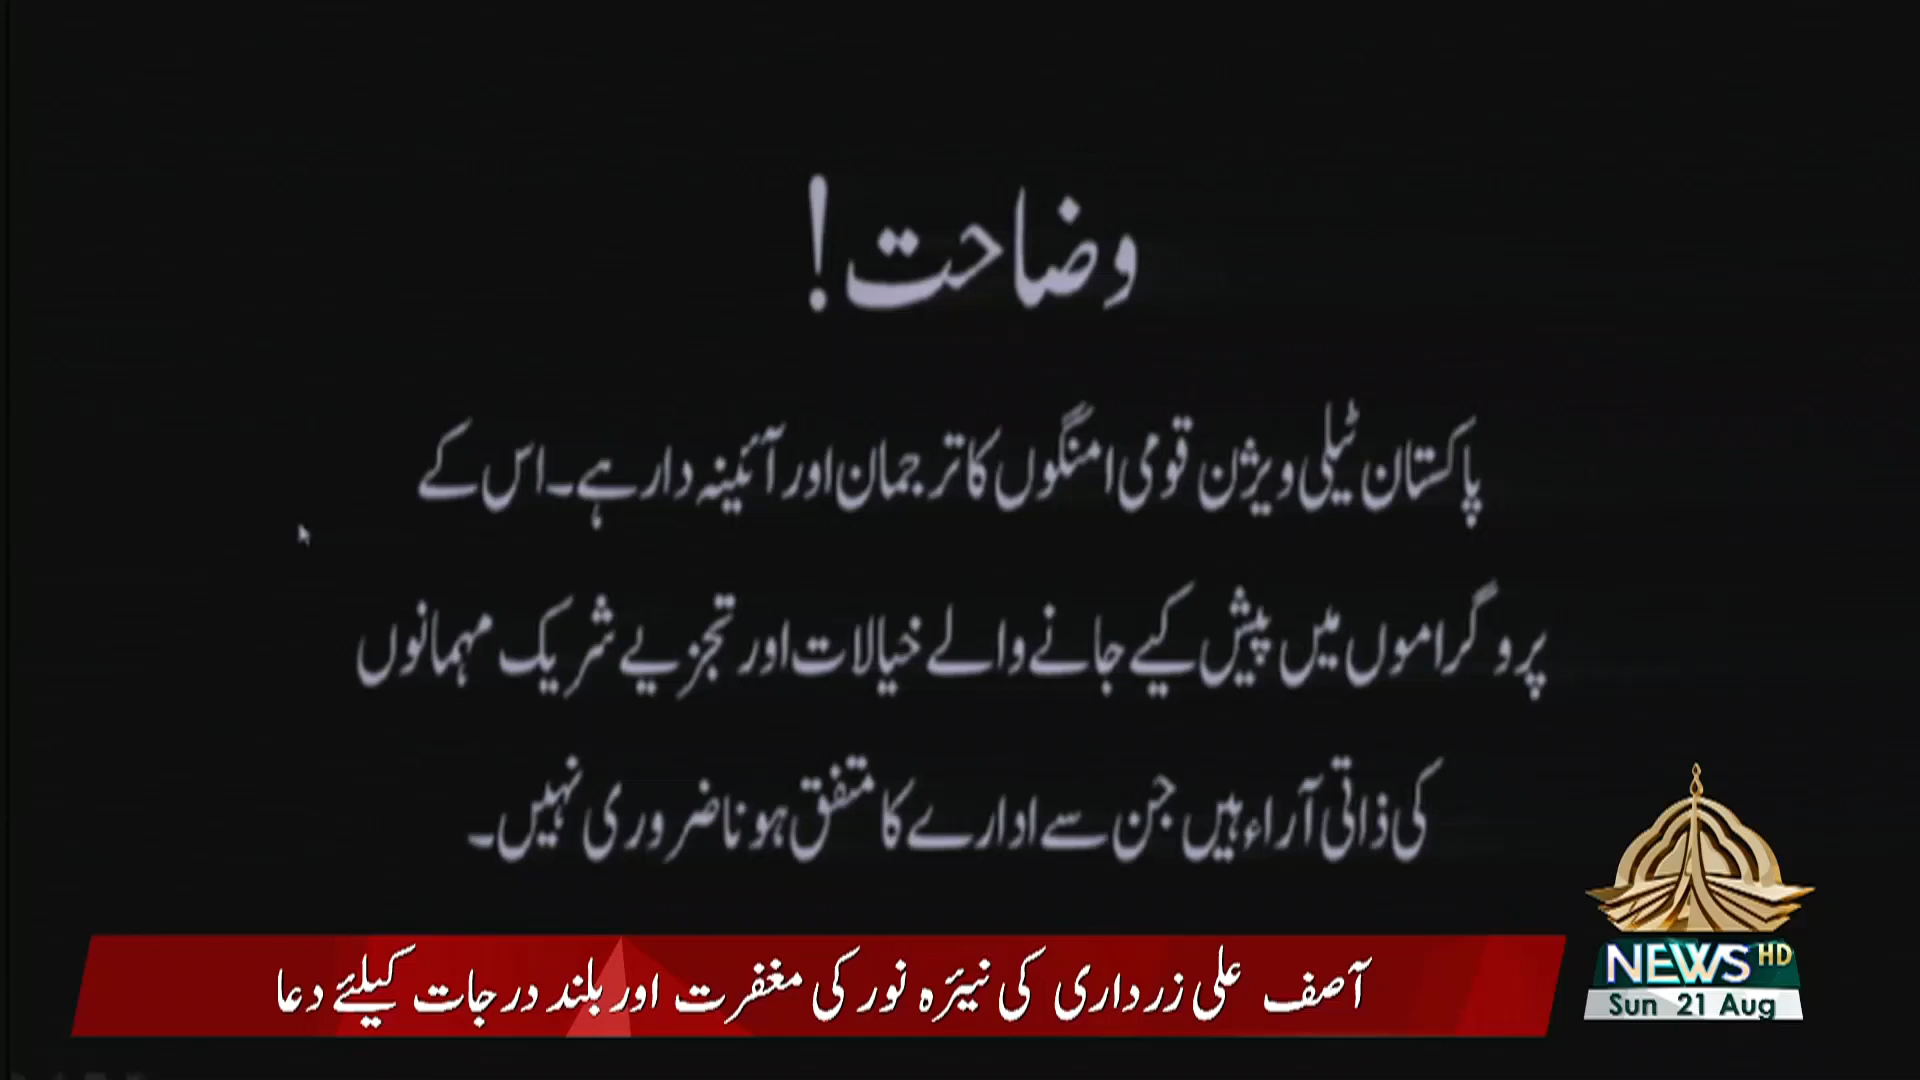 وضاحت!
پاکستان ٹیلی ویژن قومی امنگوں کا ترجمان اور آئینہ دار ہے۔ اس کے
پروگراموں میں پیش کیے جانے والے خیالات اور تجزیے شریک مہمانوں
کی ذاتی آراء ہیں جن سے ادارے کا متفق ہونا ضروری نہیں۔
آصف علی زرداری کی نیئرہ نور کی مغفرت اور بلند درجات کیلئے دعا
NEWS HD
Sun 21 Aug